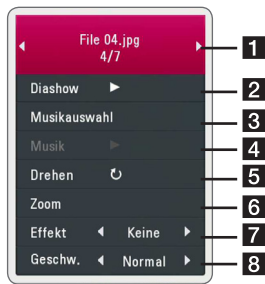 File 04.jpg 1
4/7
Diashow 2
Musikauswahl 3
Musik 4
Drehen 5
Zoom 6
Effekt Keine 7
Geschw. Normal 8